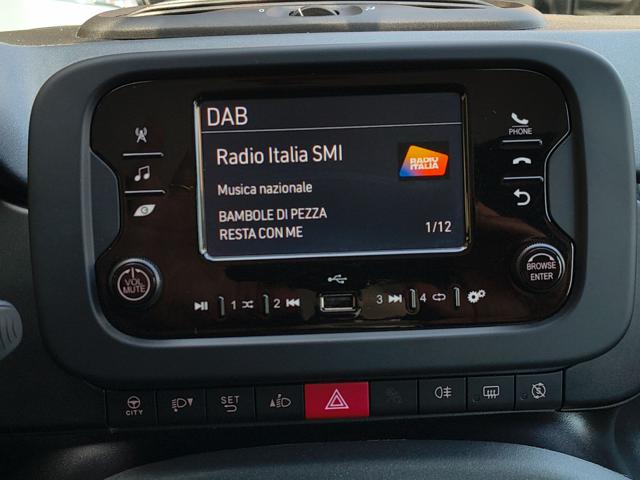 DAB
Radio Italia SMI
RADIO
ITALIA
Musica nazionale
BAMBOLE DI PEZZA
RESTA CON ME
1/12
PHONE
VOL
MUTE
BROWSE
ENTER
1
2
3
4
CITY
SET